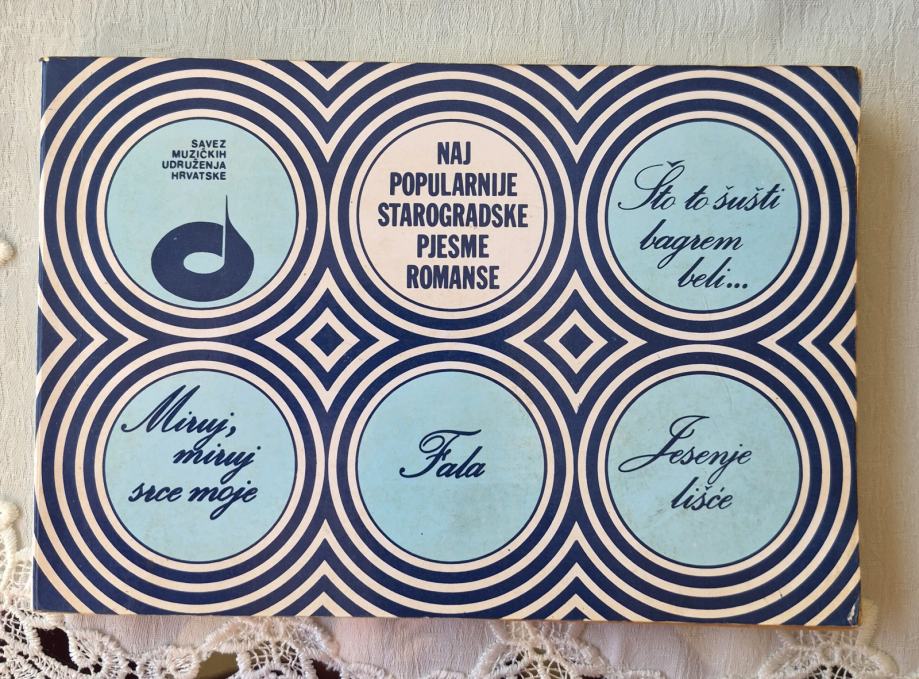 SAVEZ
MUZIČKIH
UDRUŽENJA
HRVATSKE
NAJ
POPULARNIJE
STAROGRADSKE
PJESME
ROMANSE
Što to šušti
bagrem
beli...
Miruj,
miruj
srce moje
Fala
Jesenje
lišće